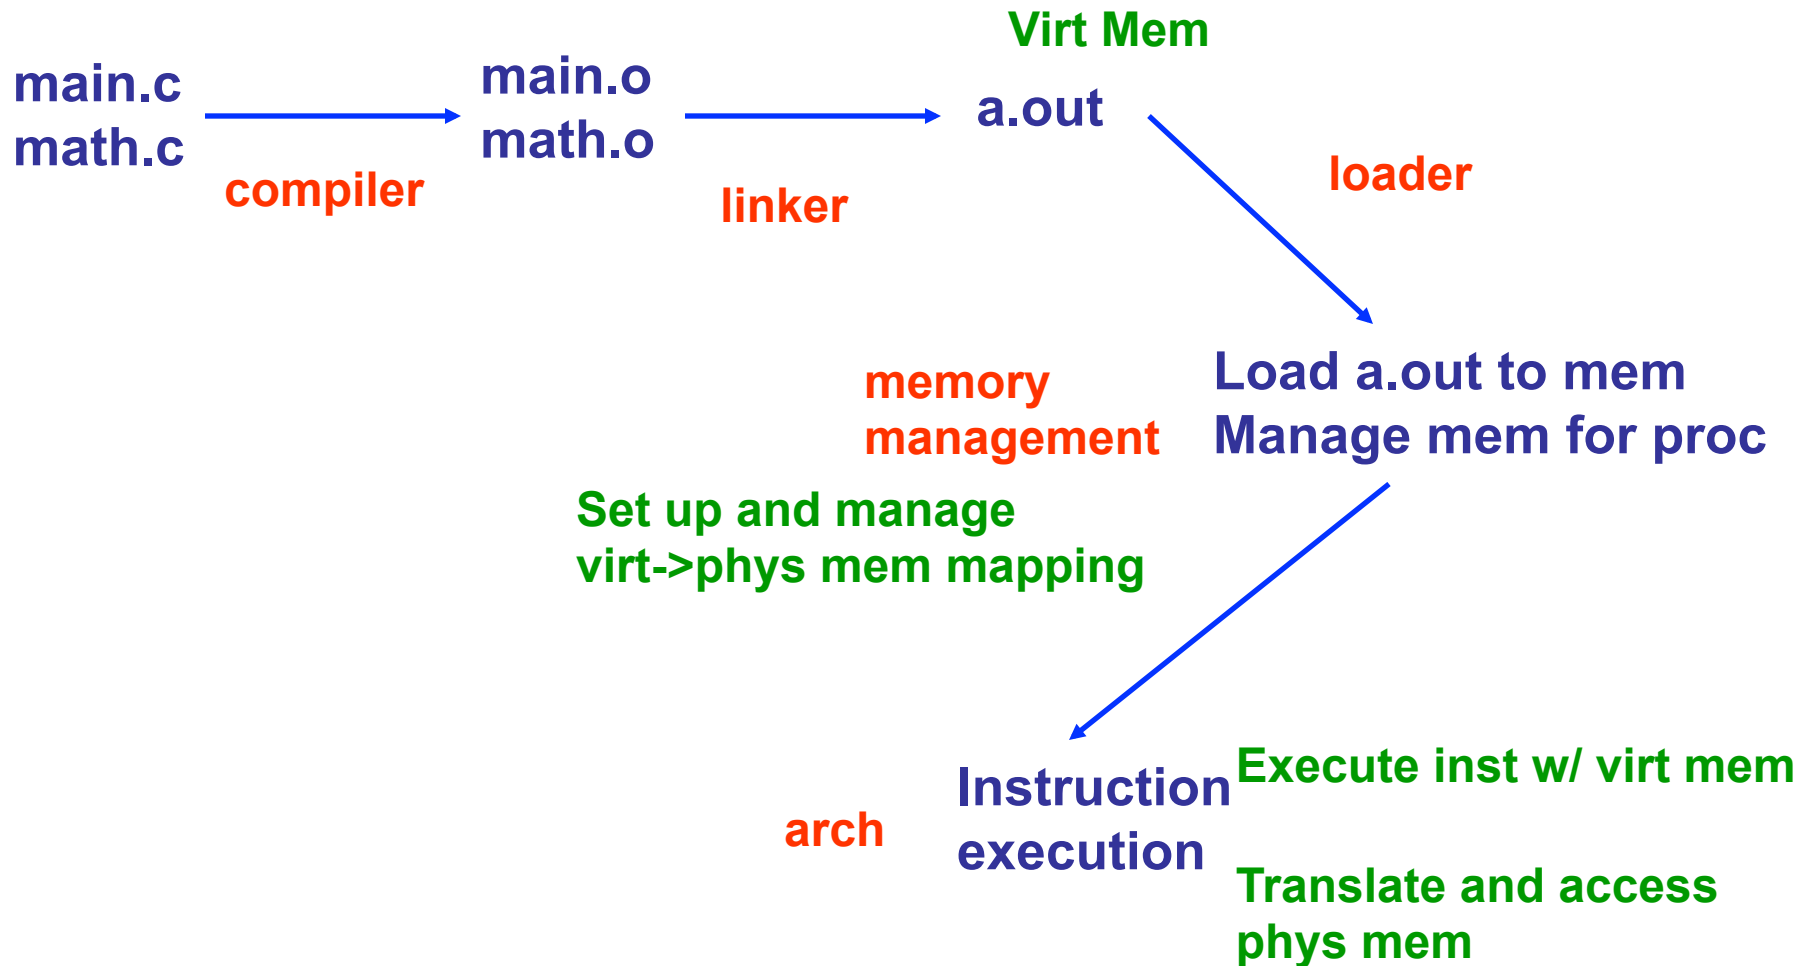 Virt Mem
main.c
math.c
compiler
main.o
math.o
linker
a.out
loader
memory
management
Load a.out to mem
Manage mem for proc
Set up and manage
virt->phys mem mapping
arch
Instruction
execution
Execute inst w/ virt mem
Translate and access
phys mem